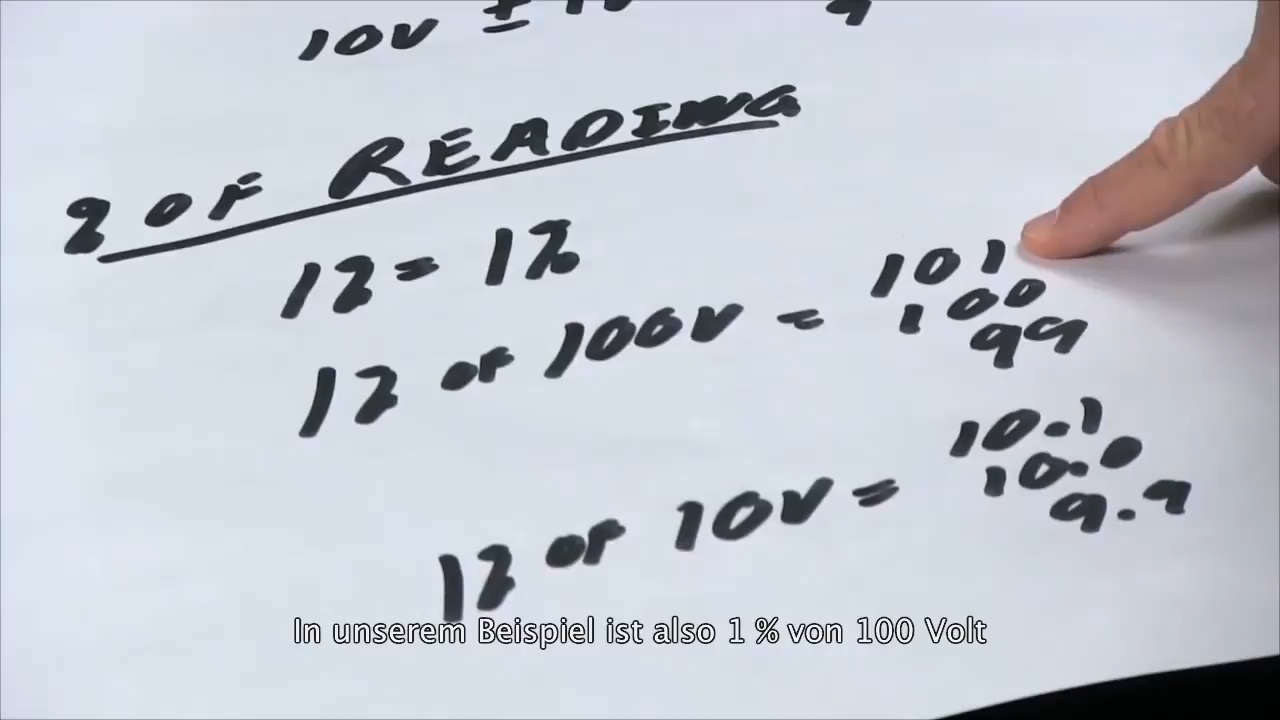 10V ±
% OF READING
1% = 1%
1% OF 100V = 101
100
99
1% OF 10V = 10.1
10.0
9.9
In unserem Beispiel ist also 1 % von 100 Volt